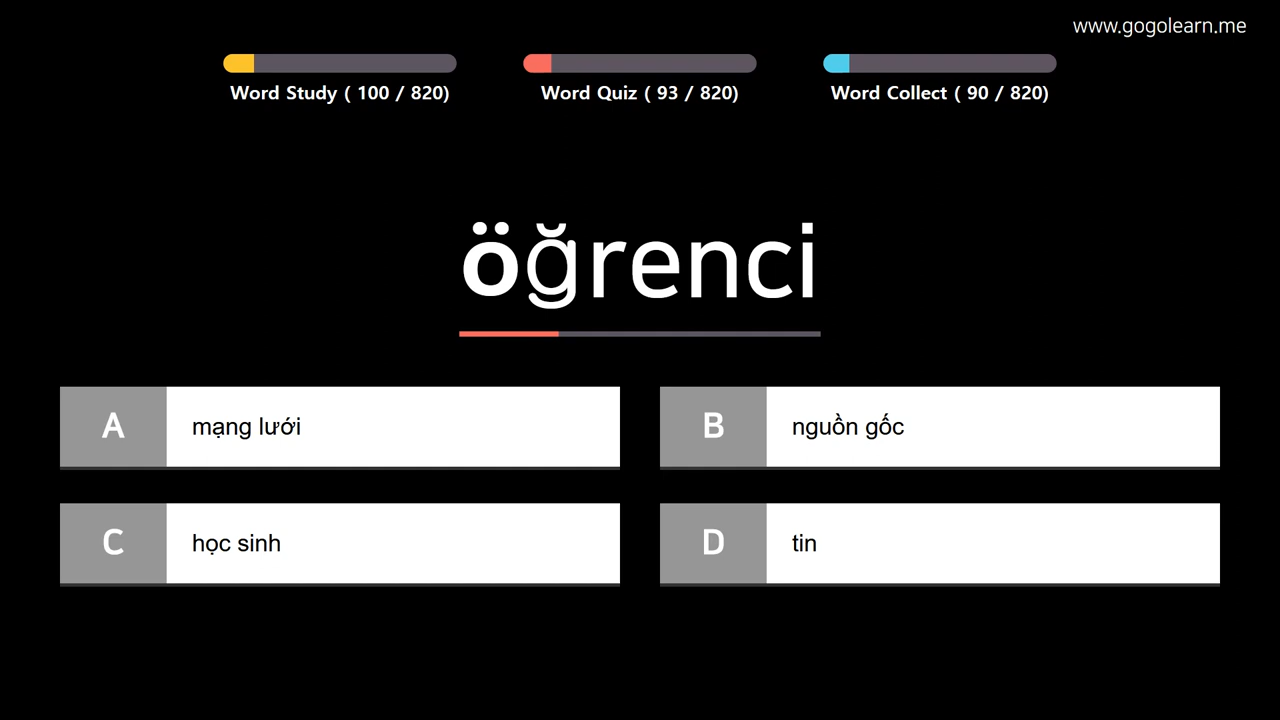 www.gogolearn.me
Word Study ( 100 / 820)
Word Quiz ( 93 / 820)
Word Collect ( 90 / 820)
öğrenci
A
mạng lưới
B
nguồn gốc
C
học sinh
D
tin